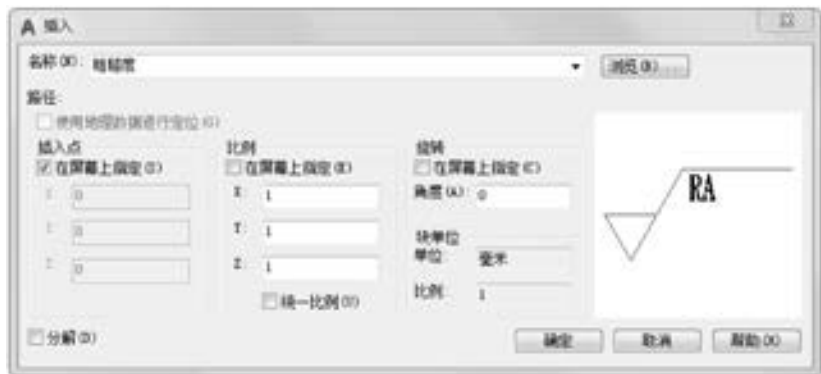 A 插入
名称(N): 粗糙度 浏览(B)...
路径:
使用地理数据进行定位(G)
插入点 比例 旋转
在屏幕上指定(S) 在屏幕上指定(E) 在屏幕上指定(C)
X: 0 X: 1 角度(A): 0
Y: 0 Y: 1
块单位
Z: 0 Z: 1
单位: 毫米
统一比例(U) 比例: 1
RA
分解(D) 确定 取消 帮助(H)